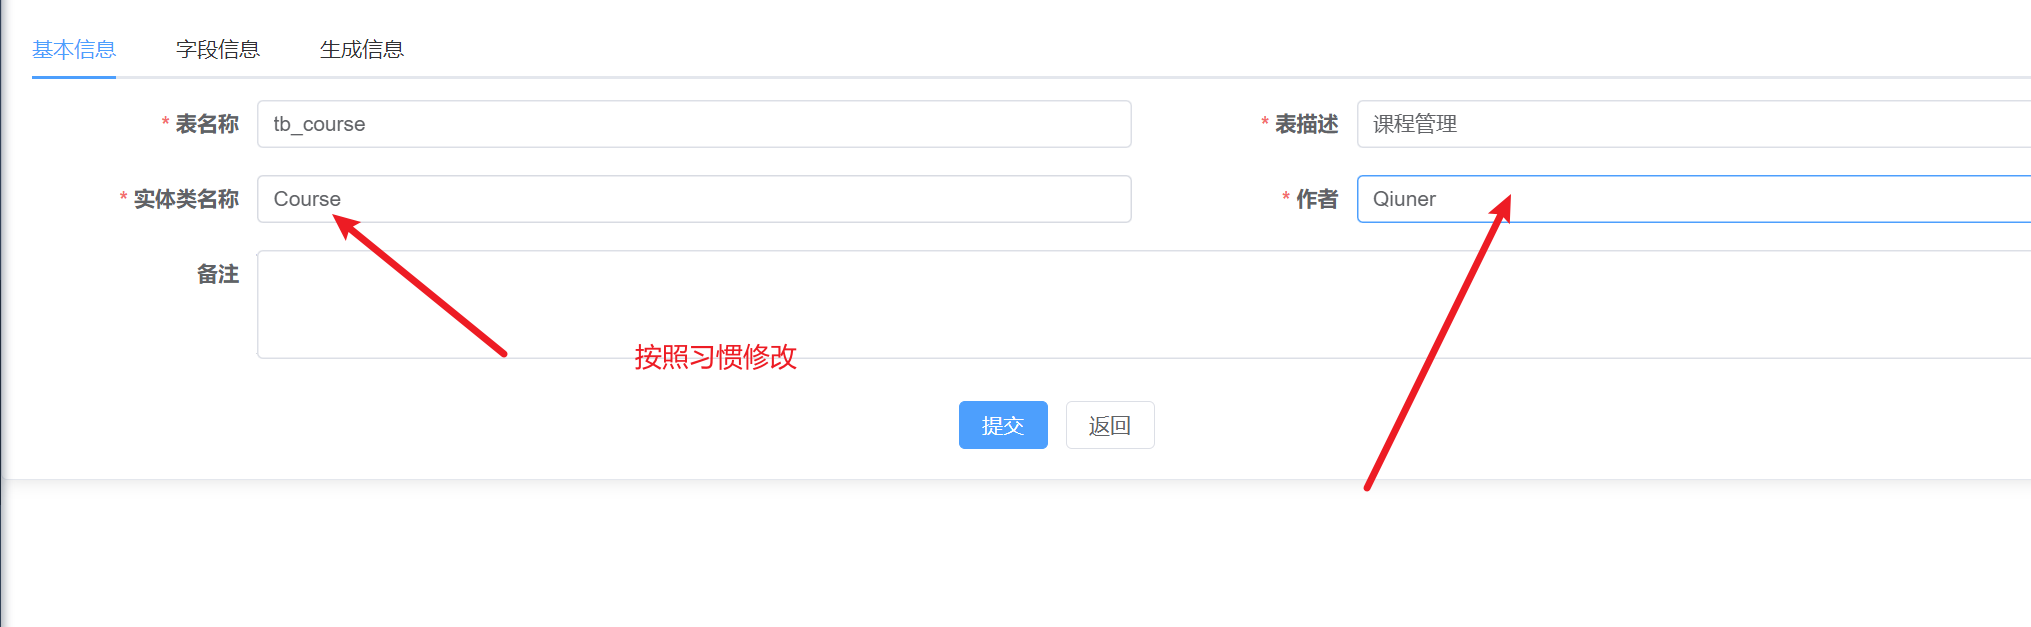 基本信息 字段信息 生成信息
* 表名称 tb_course * 表描述 课程管理
* 实体类名称 Course * 作者 Qiuner
备注
按照习惯修改
提交 返回